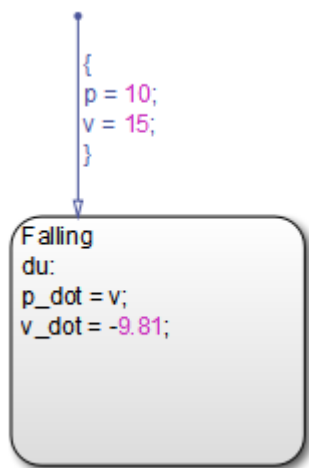 {
p = 10;
v = 15;
}
Falling
du:
p_dot = v;
v_dot = -9.81;